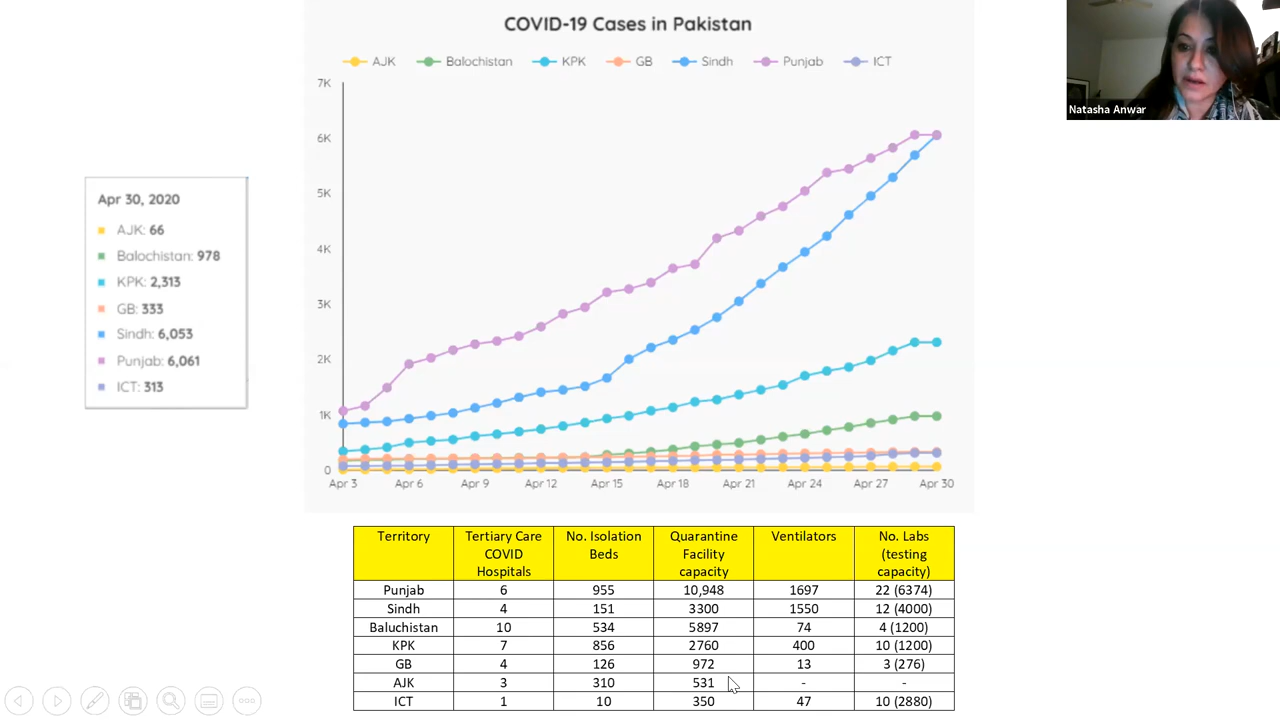 COVID-19 Cases in Pakistan
AJK Balochistan KPK GB Sindh Punjab ICT
7K
6K
5K
4K
3K
2K
1K
0
Apr 3 Apr 6 Apr 9 Apr 12 Apr 15 Apr 18 Apr 21 Apr 24 Apr 27 Apr 30
Apr 30, 2020
AJK: 66
Balochistan: 978
KPK: 2,313
GB: 333
Sindh: 6,053
Punjab: 6,061
ICT: 313
Natasha Anwar
Territory Tertiary Care COVID Hospitals No. Isolation Beds Quarantine Facility capacity Ventilators No. Labs (testing capacity)
Punjab 6 955 10,948 1697 22 (6374)
Sindh 4 151 3300 1550 12 (4000)
Baluchistan 10 534 5897 74 4 (1200)
KPK 7 856 2760 400 10 (1200)
GB 4 126 972 13 3 (276)
AJK 3 310 531 - -
ICT 1 10 350 47 10 (2880)